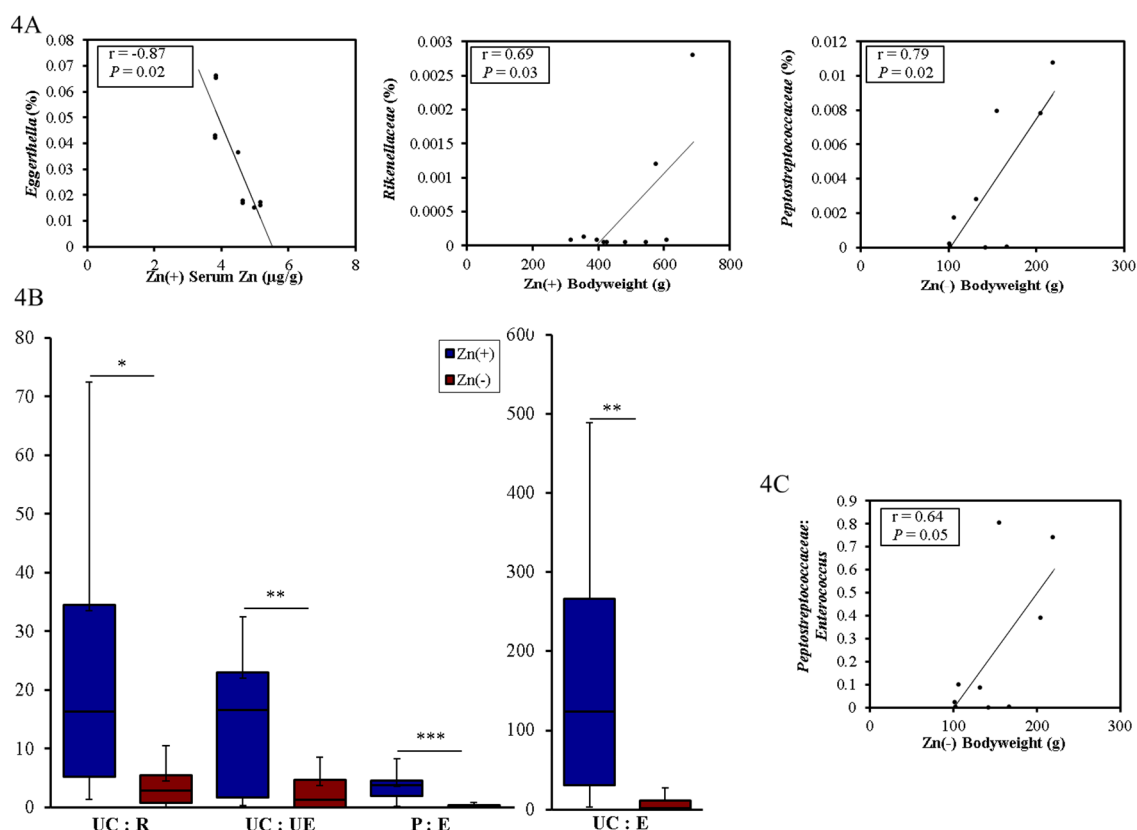 4A
r = -0.87
P = 0.02
Eggerthella (%)
0.08
0.07
0.06
0.05
0.04
0.03
0.02
0.01
0
0 2 4 6 8
Zn(+) Serum Zn (µg/g)
r = 0.69
P = 0.03
Rikenellaceae (%)
0.003
0.0025
0.002
0.0015
0.001
0.0005
0
0 200 400 600 800
Zn(+) Bodyweight (g)
r = 0.79
P = 0.02
Peptostreptococcaceae (%)
0.012
0.01
0.008
0.006
0.004
0.002
0
0 100 200 300
Zn(-) Bodyweight (g)
4B
80
70
60
50
40
30
20
10
0
*
**
***
UC : R UC : UE P : E
Zn(+)
Zn(-)
600
500
400
300
200
100
0
**
UC : E
4C
r = 0.64
P = 0.05
Peptostreptococcaceae:
Enterococcus
0.9
0.8
0.7
0.6
0.5
0.4
0.3
0.2
0.1
0
0 100 200 300
Zn(-) Bodyweight (g)